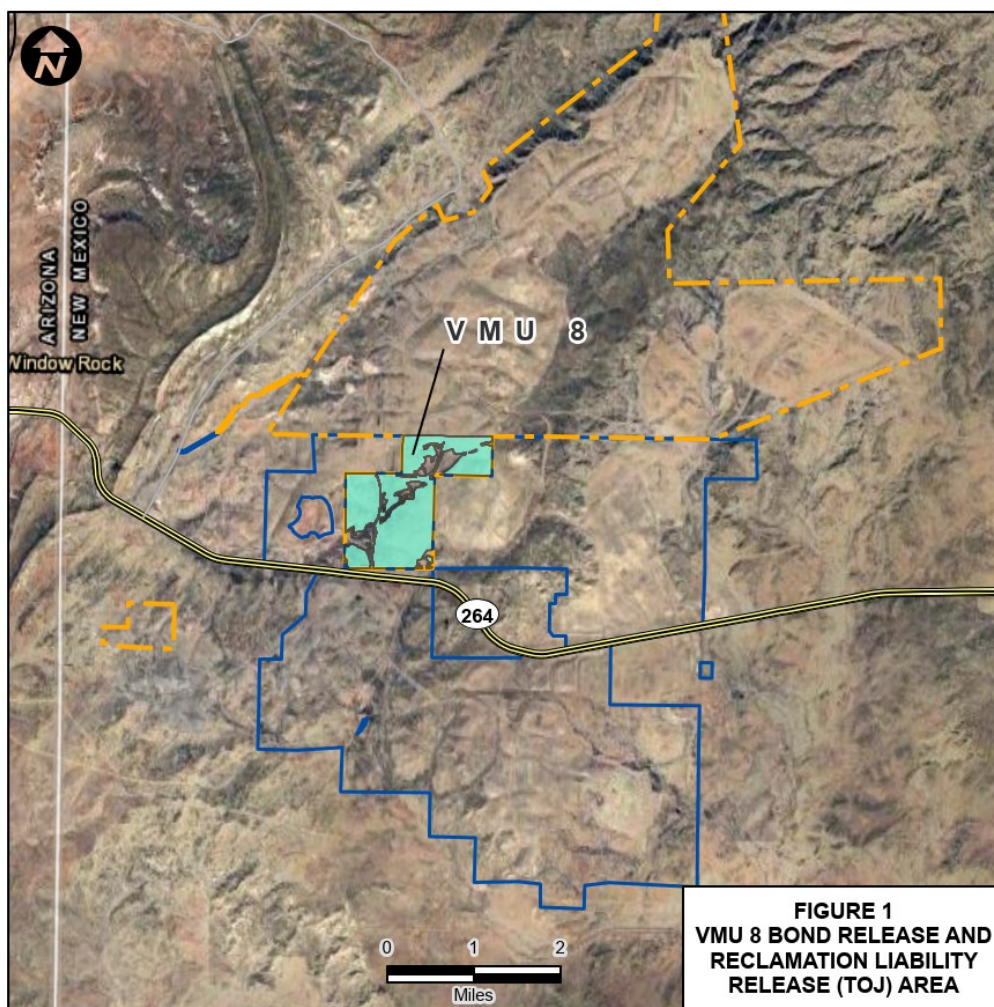 N
ARIZONA
NEW MEXICO
Window Rock
VMU 8
264
0 1 2
Miles
FIGURE 1
VMU 8 BOND RELEASE AND
RECLAMATION LIABILITY
RELEASE (TOJ) AREA